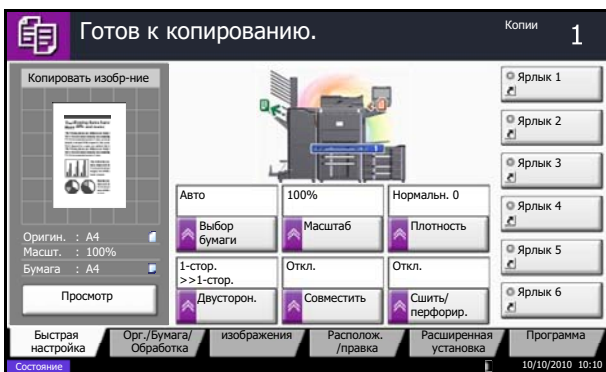 Готов к копированию.
Копии
1
Копировать изобр-ние
Оригин. : A4
Масшт. : 100%
Бумага : A4
Просмотр
Авто
Выбор
бумаги
100%
Масштаб
Нормальн. 0
Плотность
1-стор.
>>1-стор.
Двусторон.
Откл.
Совместить
Откл.
Сшить/
перфорир.
Ярлык 1
Ярлык 2
Ярлык 3
Ярлык 4
Ярлык 5
Ярлык 6
Быстрая
настройка
Орг./Бумага/
Обработка
изображения
Располож.
/правка
Расширенная
установка
Программа
Состояние
10/10/2010 10:10